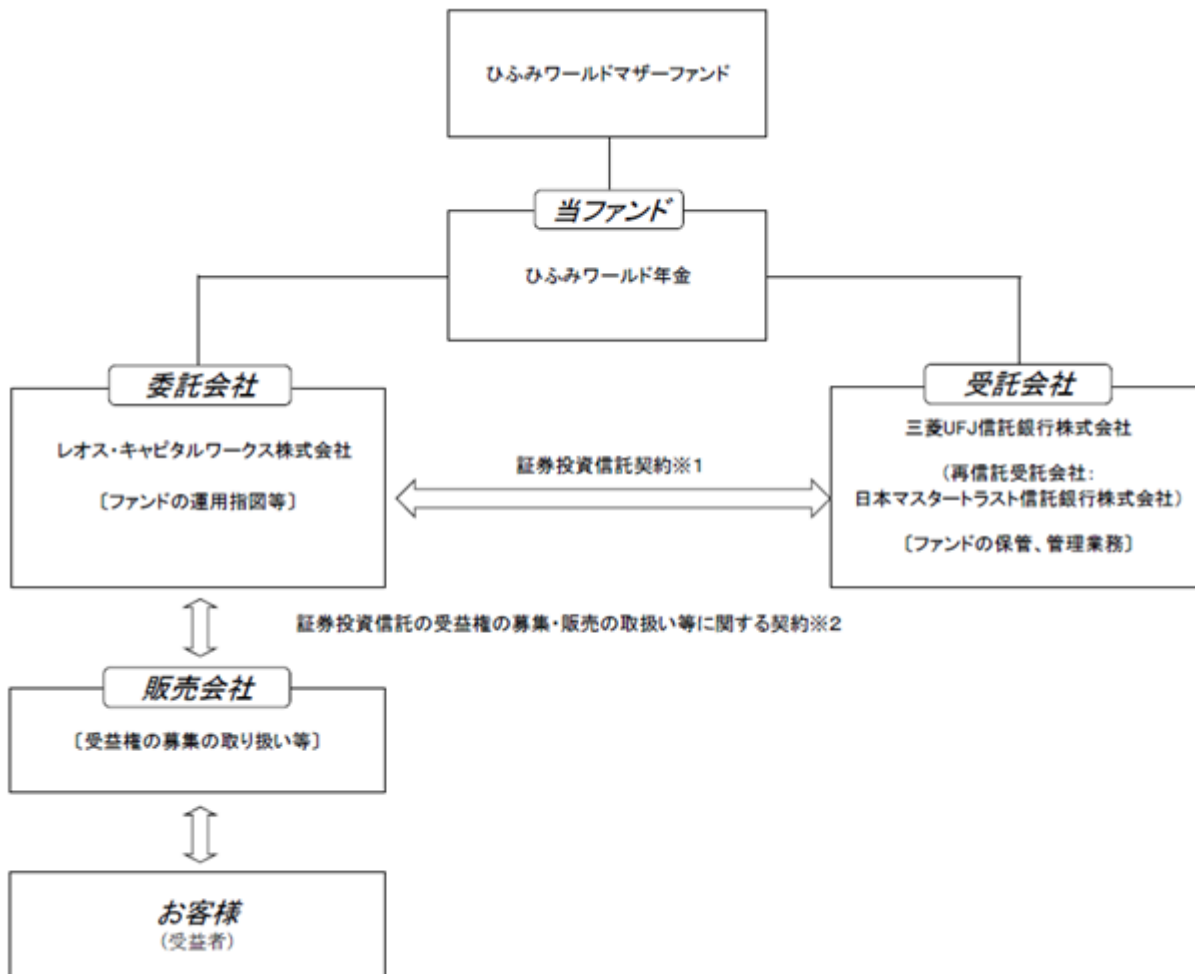 ひふみワールドマザーファンド
当ファンド
ひふみワールド年金
委託会社
レオス・キャピタルワークス株式会社
〔ファンドの運用指図等〕
証券投資信託契約※1
受託会社
三菱UFJ信託銀行株式会社
（再信託受託会社：
日本マスタートラスト信託銀行株式会社）
〔ファンドの保管、管理業務〕
証券投資信託の受益権の募集・販売の取扱い等に関する契約※2
販売会社
〔受益権の募集の取り扱い等〕
お客様
（受益者）